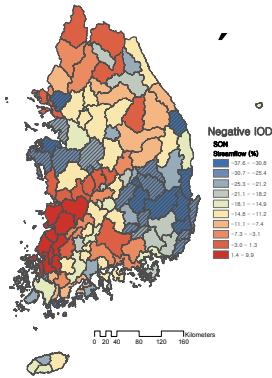 Negative IOD
SON
Streamflow (%)
-37.6 - -30.8
-30.7 - -25.4
-25.3 - -21.2
-21.1 - -18.2
-18.1 - -14.9
-14.8 - -11.2
-11.1 - -7.4
-7.3 - -3.1
-3.0 - 1.3
1.4 - 9.9
Kilometers
0 20 40 80 120 160